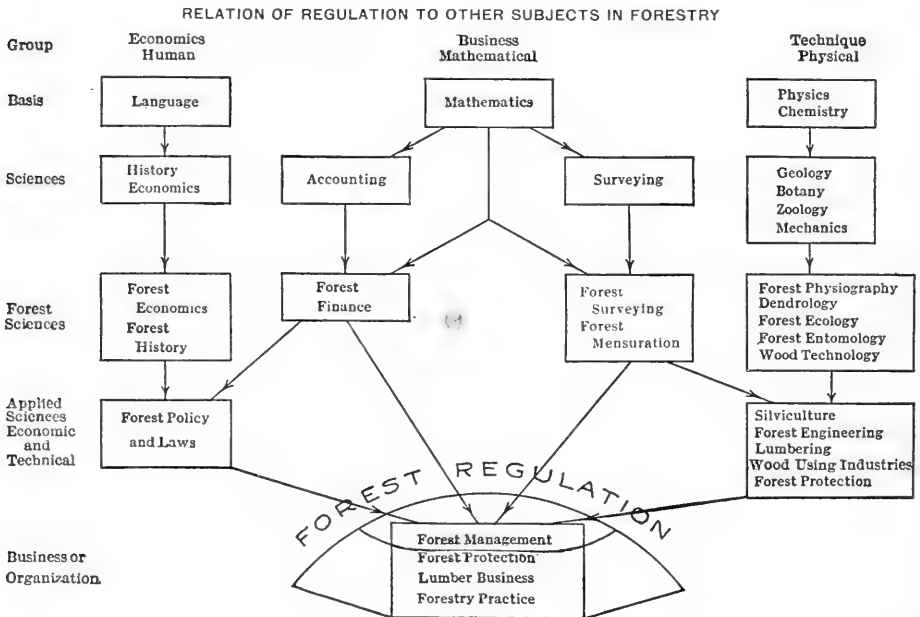 RELATION OF REGULATION TO OTHER SUBJECTS IN FORESTRY
Group
Economics
Human
Business
Mathematical
Technique
Physical
Basis
Language
Mathematics
Physics
Chemistry
Sciences
History
Economics
Accounting
Surveying
Geology
Botany
Zoology
Mechanics
Forest
Sciences
Forest
Economics
Forest
History
Forest
Finance
Forest
Surveying
Forest
Mensuration
Forest Physiography
Dendrology
Forest Ecology
Forest Entomology
Wood Technology
Applied
Sciences
Economic
and
Technical
Forest Policy
and Laws
Silviculture
Forest Engineering
Lumbering
Wood Using Industries
Forest Protection
FOREST REGULATION
Business or
Organization
Forest Management
Forest Protection
Lumber Business
Forestry Practice